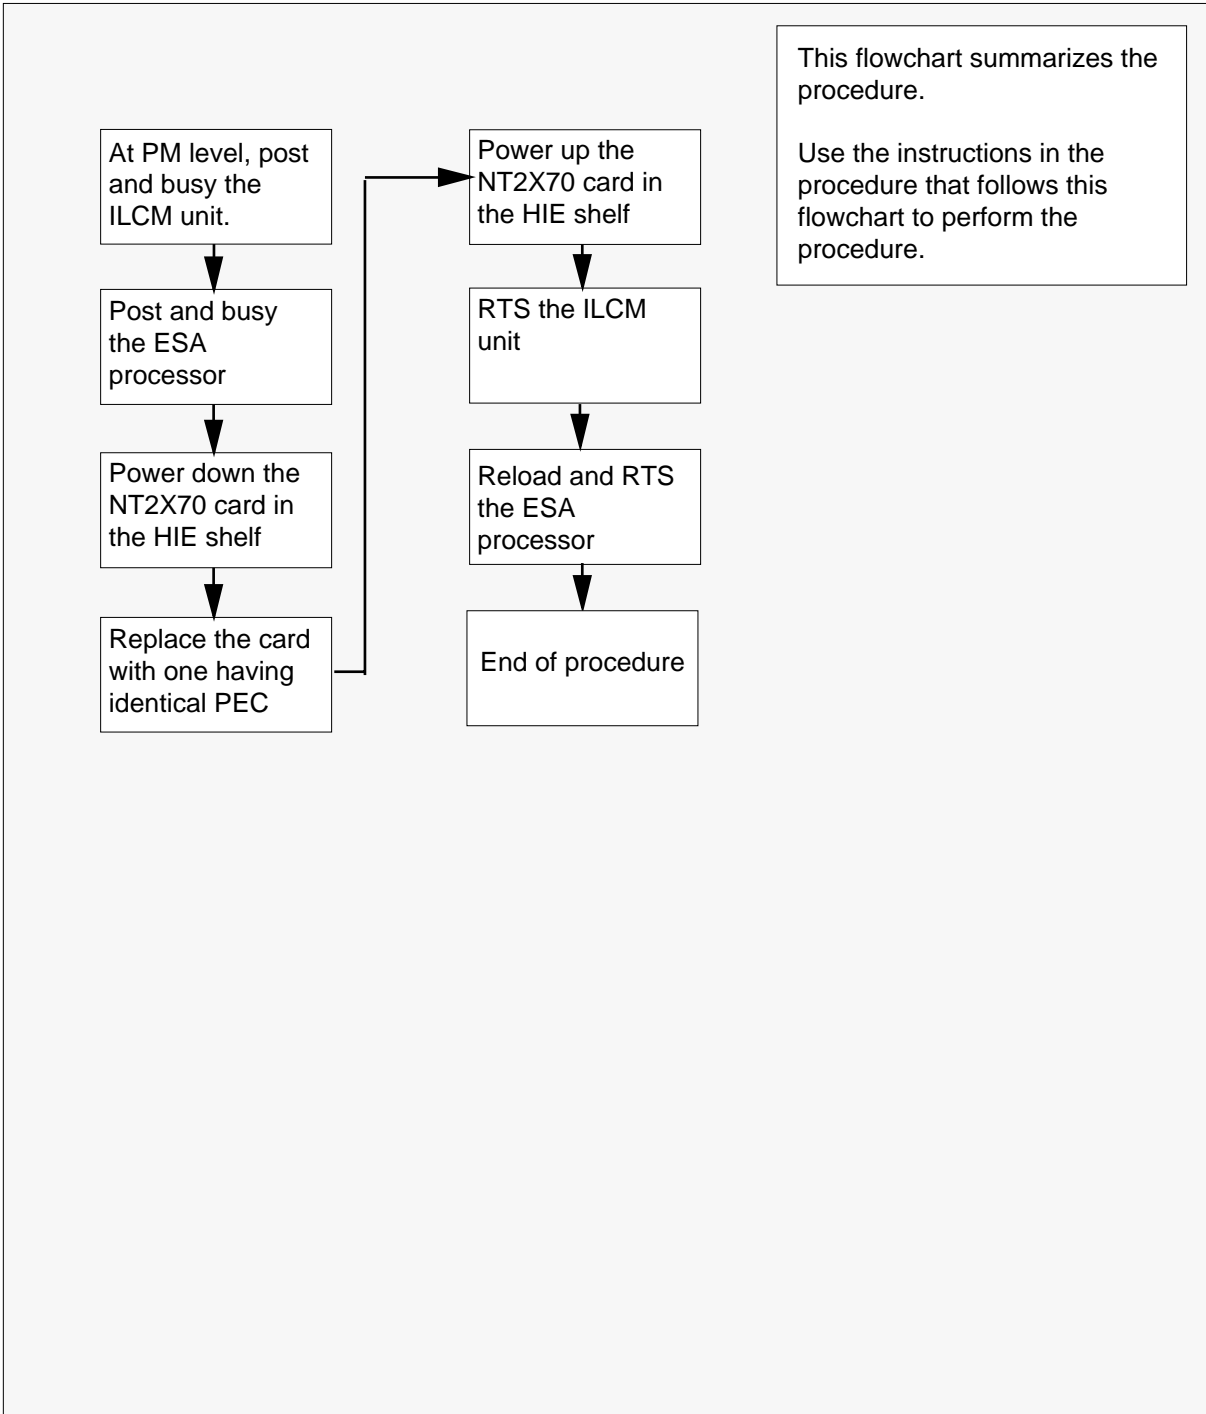 At PM level, post
and busy the
ILCM unit.
Post and busy
the ESA
processor
Power down the
NT2X70 card in
the HIE shelf
Replace the card
with one having
identical PEC
Power up the
NT2X70 card in
the HIE shelf
RTS the ILCM
unit
Reload and RTS
the ESA
processor
End of procedure
This flowchart summarizes the
procedure.
Use the instructions in the
procedure that follows this
flowchart to perform the
procedure.